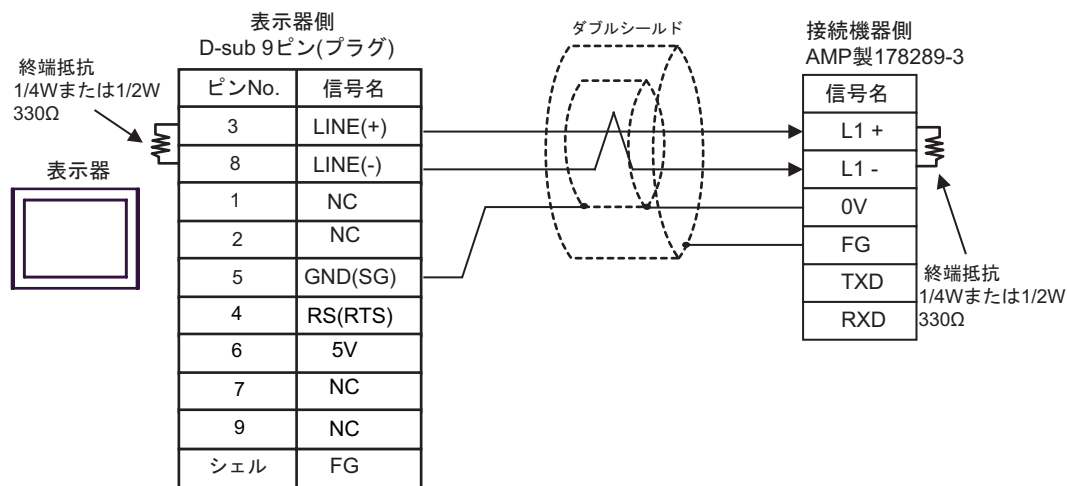 表示器側
D-sub 9ピン(プラグ)
ダブルシールド
接続機器側
AMP製178289-3
終端抵抗
1/4Wまたは1/2W
330Ω
表示器
ピンNo. 信号名
3 LINE(+)
8 LINE(-)
1 NC
2 NC
5 GND(SG)
4 RS(RTS)
6 5V
7 NC
9 NC
シェル FG
信号名
L1 +
L1 -
0V
FG
TXD
RXD
終端抵抗
1/4Wまたは1/2W
330Ω